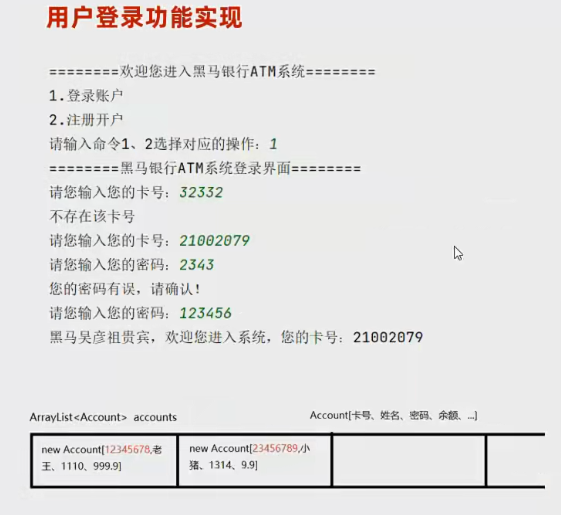 用户登录功能实现
========欢迎您进入黑马银行ATM系统========
1.登录账户
2.注册开户
请输入命令1、2选择对应的操作：1
========黑马银行ATM系统登录界面========
请您输入您的卡号：32332
不存在该卡号
请您输入您的卡号：21002079
请您输入您的密码：2343
您的密码有误，请确认！
请您输入您的密码：123456
黑马吴彦祖贵宾，欢迎您进入系统，您的卡号：21002079
ArrayList<Account> accounts
Account[卡号、姓名、密码、余额、...]
new Account[12345678,老
王、1110、999.9]
new Account[23456789,小
猪、1314、9.9]